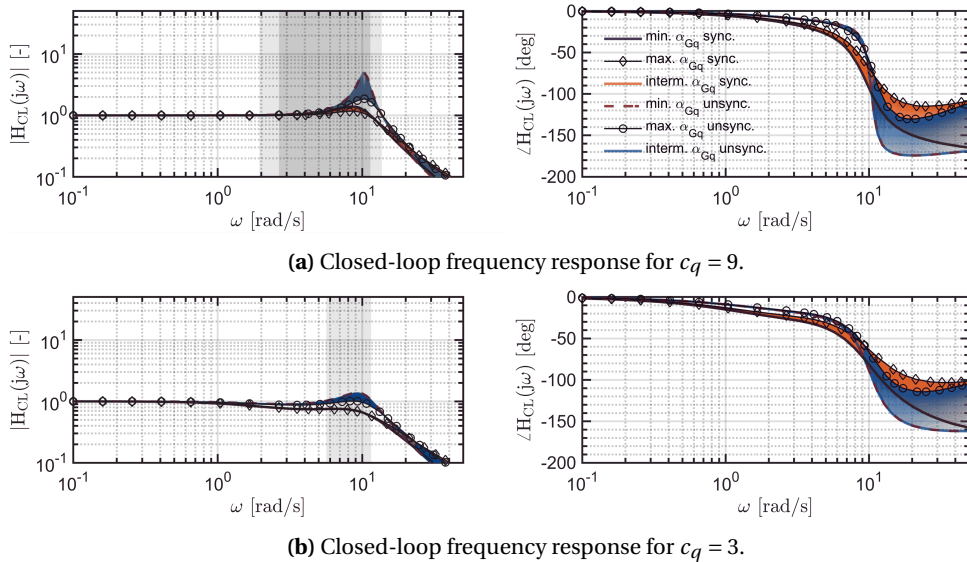 |H_CL(jω)| [-]
10^1
10^0
10^-1
10^-1
10^0
10^1
ω [rad/s]
∠H_CL(jω) [deg]
0
-50
-100
-150
-200
min. α_Gq sync.
max. α_Gq sync.
interm. α_Gq sync.
min. α_Gq unsync.
max. α_Gq unsync.
interm. α_Gq unsync.
10^-1
10^0
10^1
ω [rad/s]
(a) Closed-loop frequency response for c_q = 9.
|H_CL(jω)| [-]
10^1
10^0
10^-1
10^-1
10^0
10^1
ω [rad/s]
∠H_CL(jω) [deg]
0
-50
-100
-150
-200
10^-1
10^0
10^1
ω [rad/s]
(b) Closed-loop frequency response for c_q = 3.